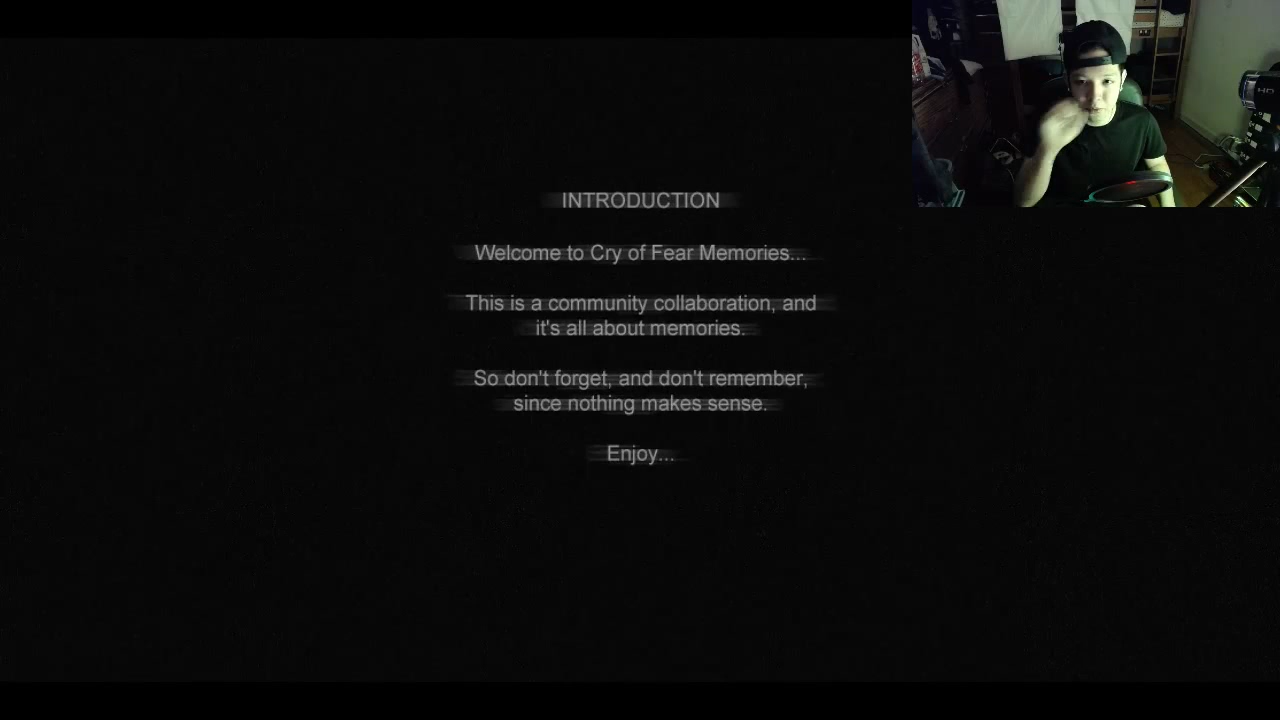 INTRODUCTION
Welcome to Cry of Fear Memories...
This is a community collaboration, and
it's all about memories.
So don't forget, and don't remember,
since nothing makes sense.
Enjoy...
HD